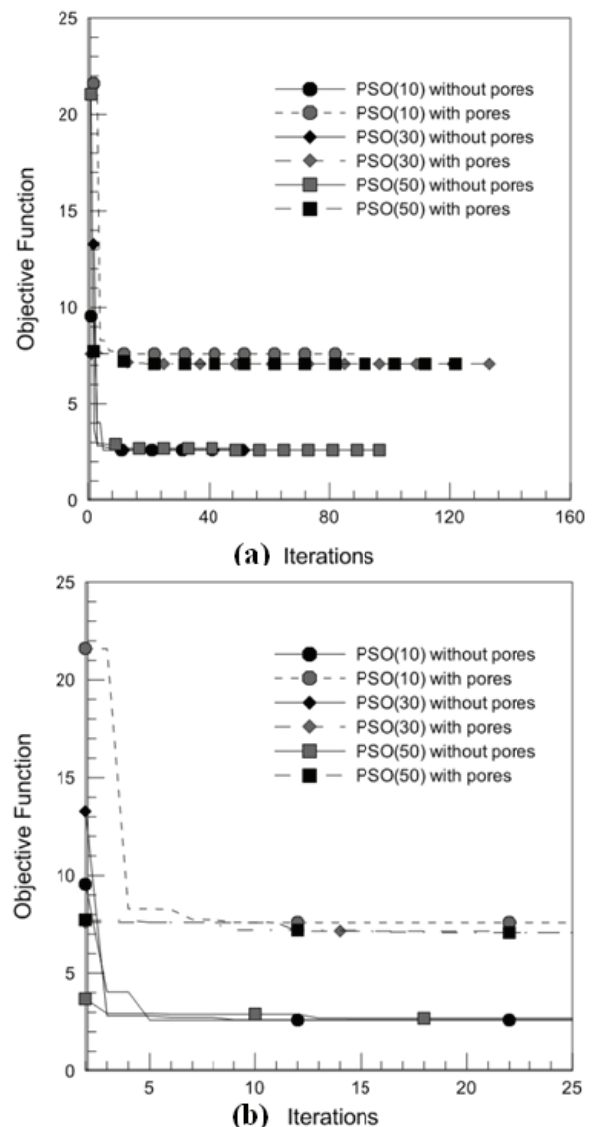 25
20
15
10
5
0
Objective Function
PSO(10) without pores
PSO(10) with pores
PSO(30) without pores
PSO(30) with pores
PSO(50) without pores
PSO(50) with pores
0 40 80 120 160
(a) Iterations
25
20
15
10
5
0
Objective Function
PSO(10) without pores
PSO(10) with pores
PSO(30) without pores
PSO(30) with pores
PSO(50) without pores
PSO(50) with pores
5 10 15 20 25
(b) Iterations